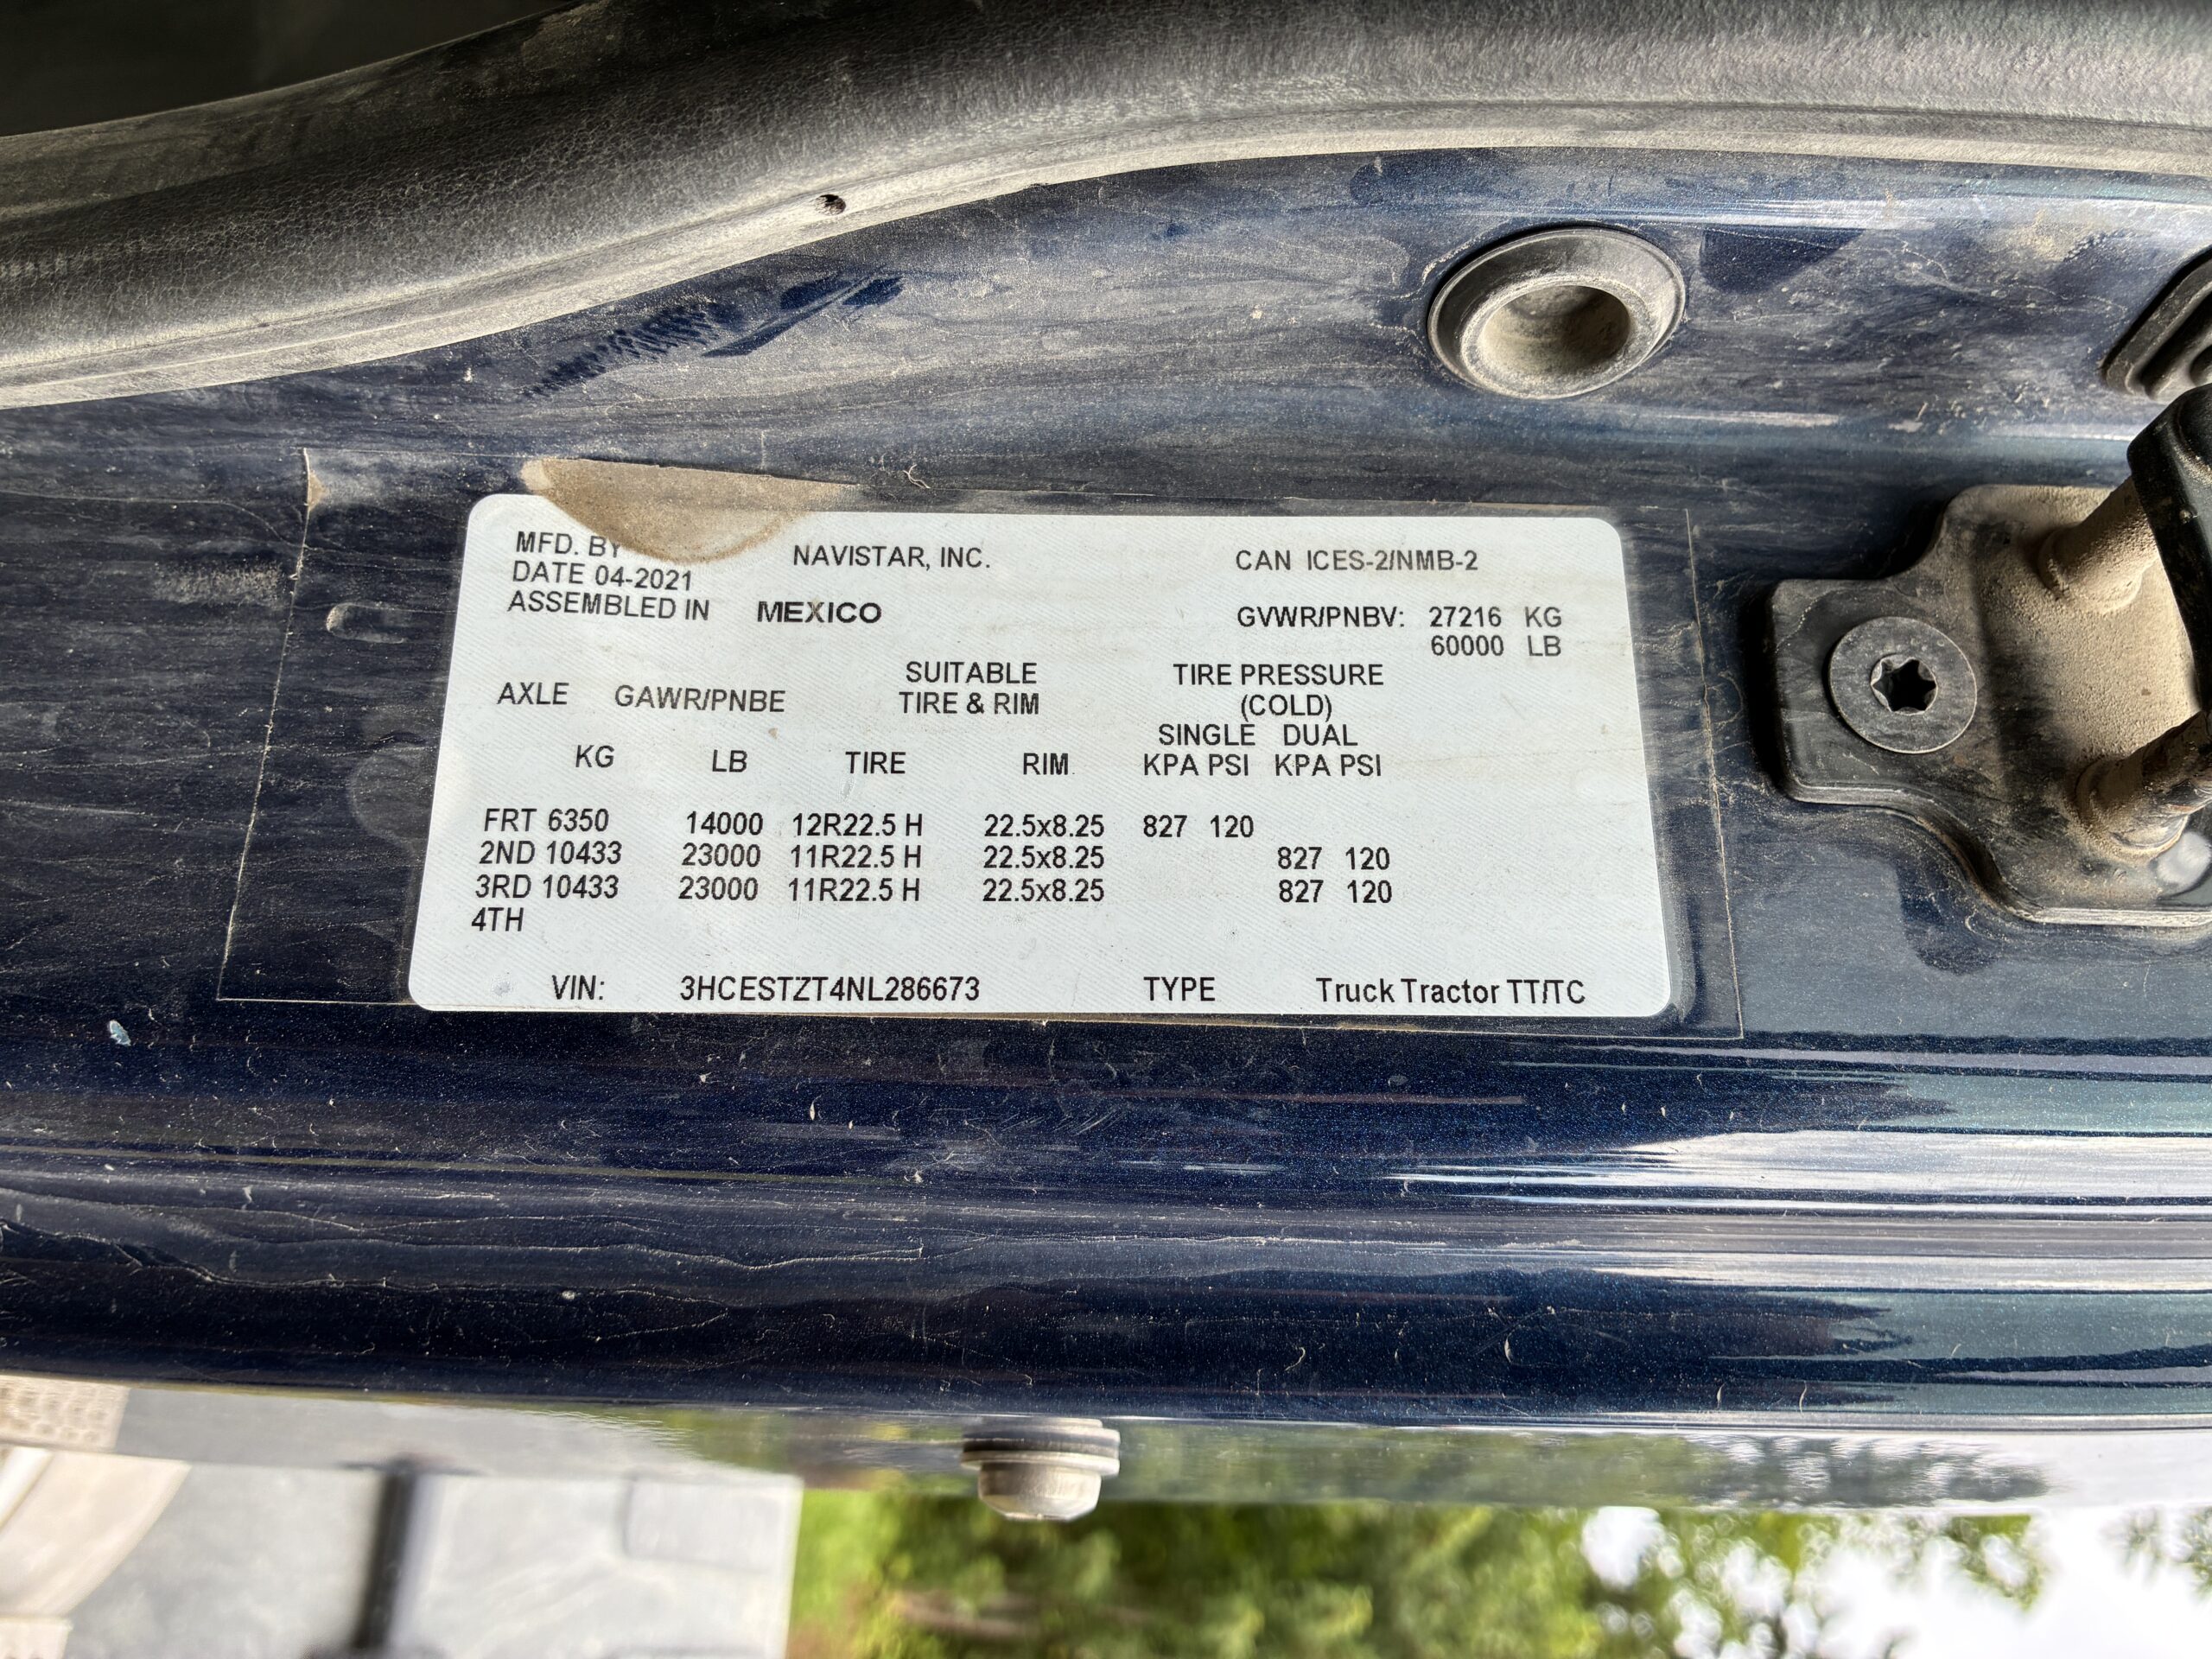 MFD. BY NAVISTAR, INC. CAN ICES-2/NMB-2
DATE 04-2021
ASSEMBLED IN MEXICO GVWR/PNBV: 27216 KG
60000 LB
SUITABLE TIRE PRESSURE
AXLE GAWR/PNBE TIRE & RIM (COLD)
SINGLE DUAL
KG LB TIRE RIM KPA PSI KPA PSI
FRT 6350 14000 12R22.5 H 22.5x8.25 827 120
2ND 10433 23000 11R22.5 H 22.5x8.25 827 120
3RD 10433 23000 11R22.5 H 22.5x8.25 827 120
4TH
VIN: 3HCESTZT4NL286673 TYPE Truck Tractor TT/TC